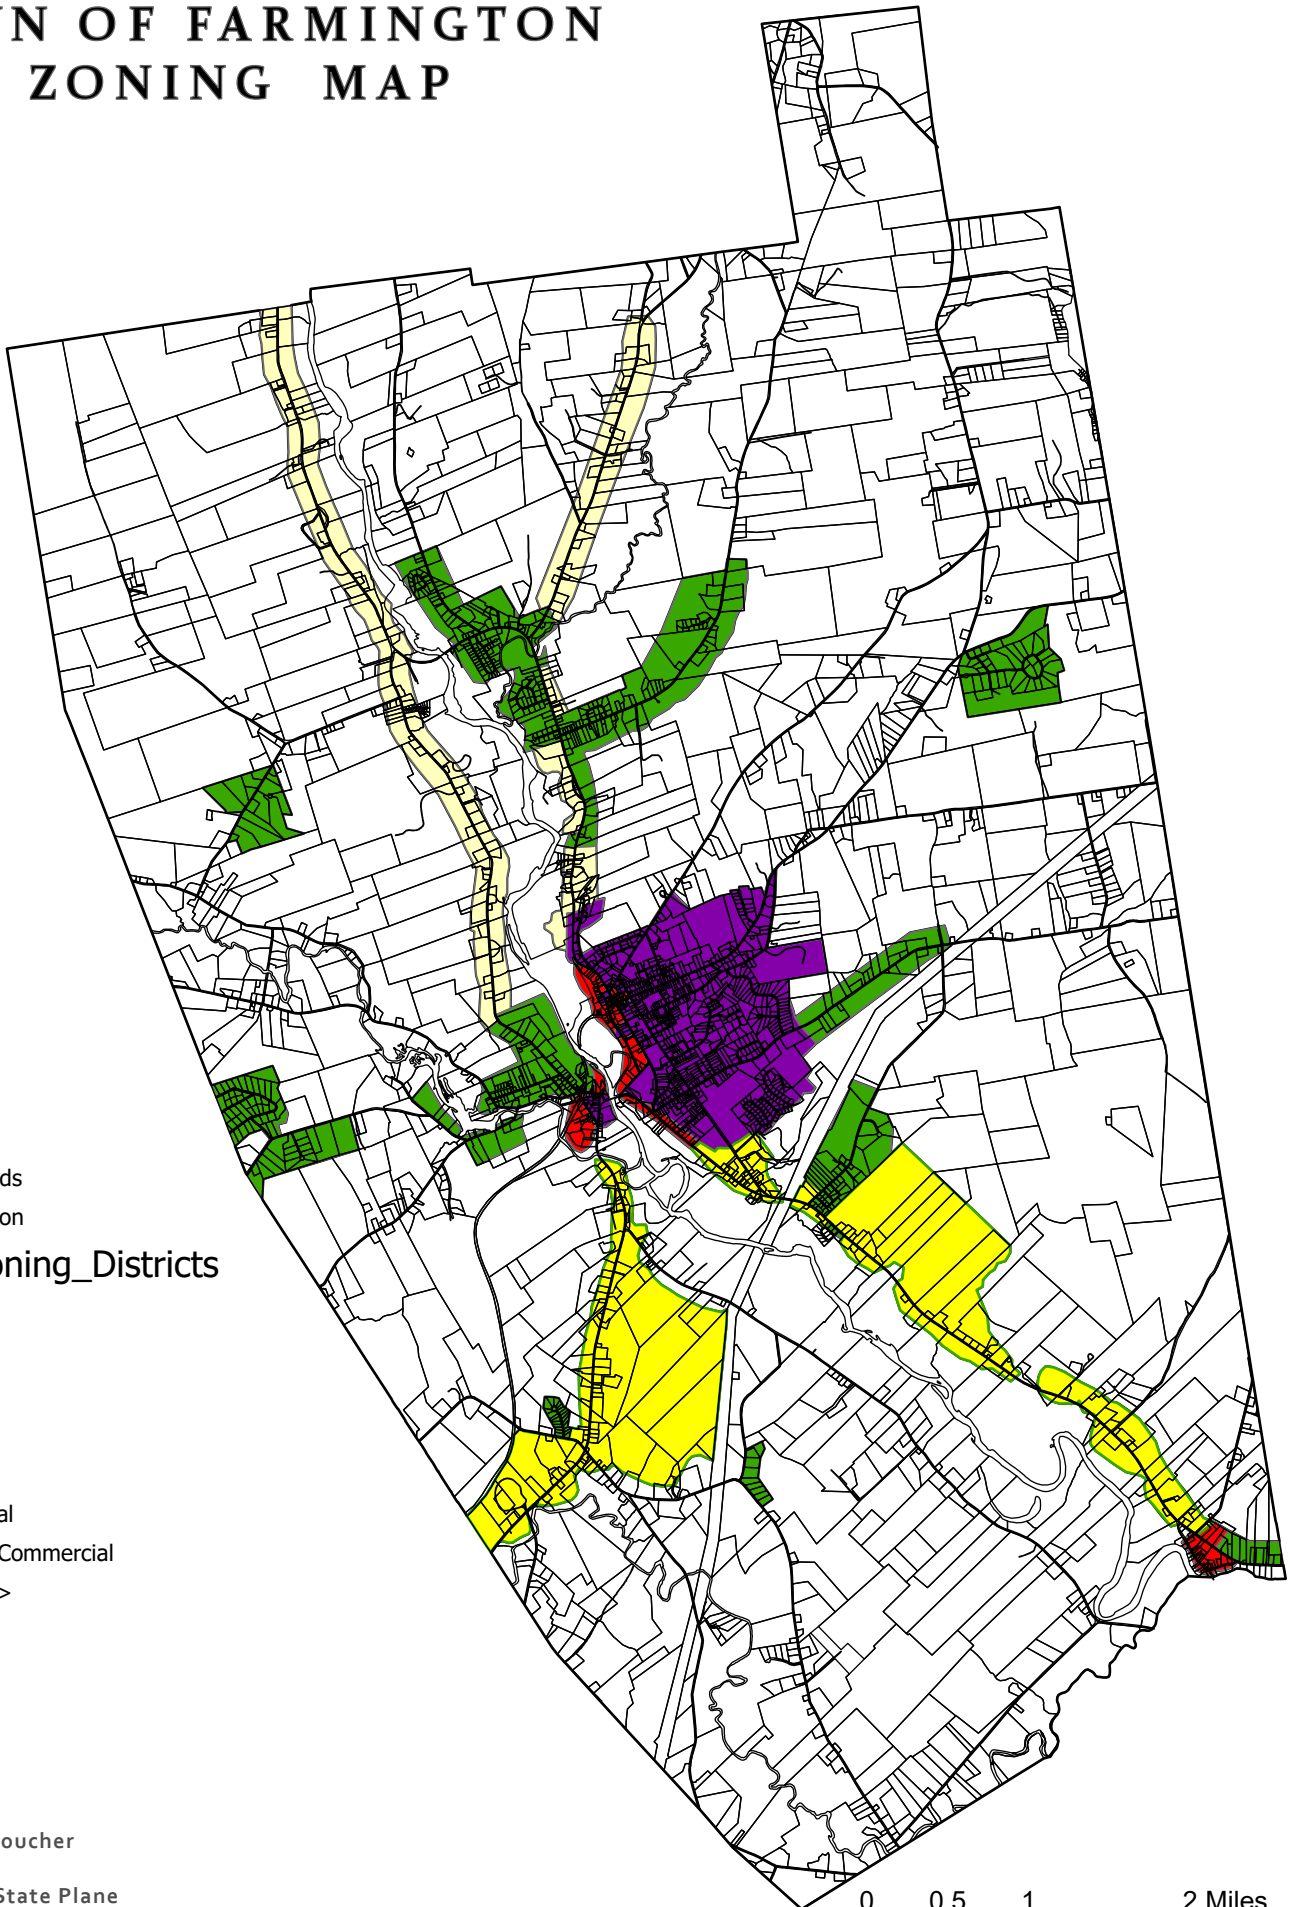 N OF FARMINGTON
ZONING MAP
ds
on
oning_Districts
al
Commercial
>
oucher
State Plane
0 0.5 1 2 Miles